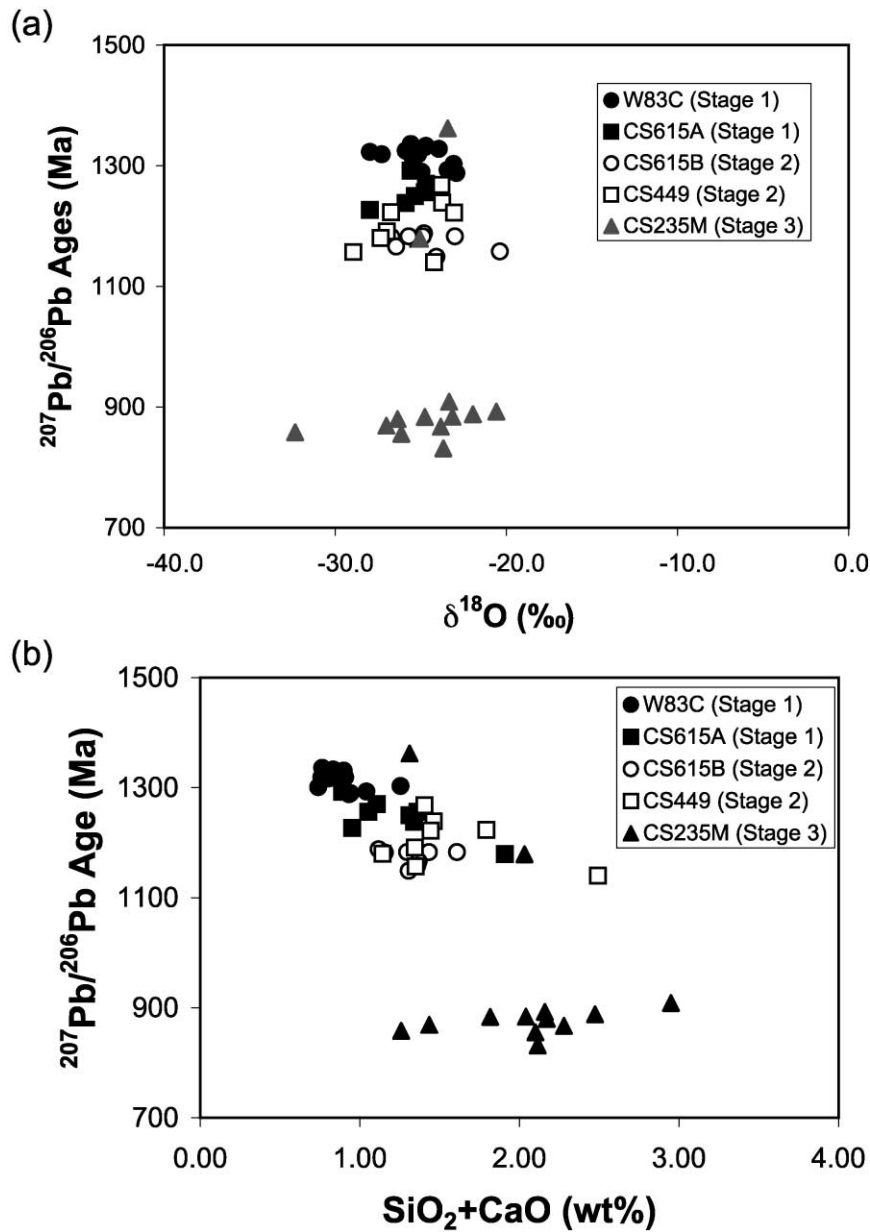 (a)
1500
1300
1100
900
700
²⁰⁷Pb/²⁰⁶Pb Ages (Ma)
W83C (Stage 1)
CS615A (Stage 1)
CS615B (Stage 2)
CS449 (Stage 2)
CS235M (Stage 3)
-40.0 -30.0 -20.0 -10.0 0.0
δ¹⁸O (‰)
(b)
1500
1300
1100
900
700
²⁰⁷Pb/²⁰⁶Pb Age (Ma)
W83C (Stage 1)
CS615A (Stage 1)
CS615B (Stage 2)
CS449 (Stage 2)
CS235M (Stage 3)
0.00 1.00 2.00 3.00 4.00
SiO₂+CaO (wt%)